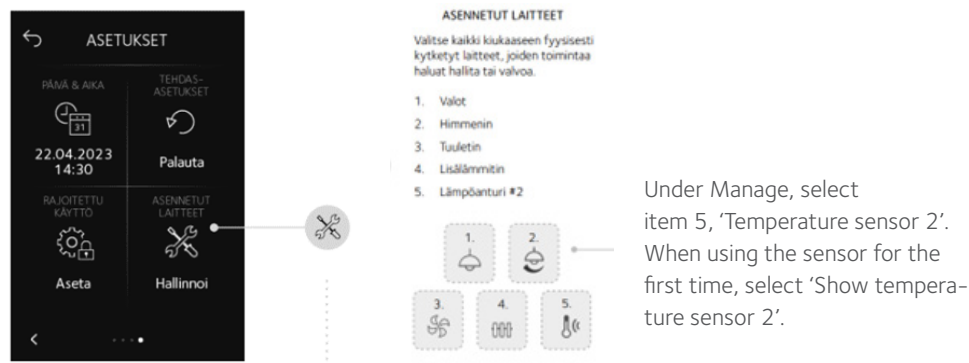 ASETUKSET
PÄIVÄ & AIKA
31
22.04.2023
14:30
TEHDAS-
ASETUKSET
Palauta
RAJOITETTU
KÄYTTÖ
Aseta
ASENNETUT
LAITTEET
Hallinnoi
ASENNETUT LAITTEET
Valitse kaikki kiukaaseen fyysisesti
kytketyt laitteet, joiden toimintaa
haluat hallita tai valvoa.
1. Valot
2. Himmenin
3. Tuuletin
4. Lisälämmitin
5. Lämpöanturi #2
1.
2.
3.
4.
5.
Under Manage, select
item 5, ‘Temperature sensor 2’.
When using the sensor for the
first time, select ‘Show tempera-
ture sensor 2’.